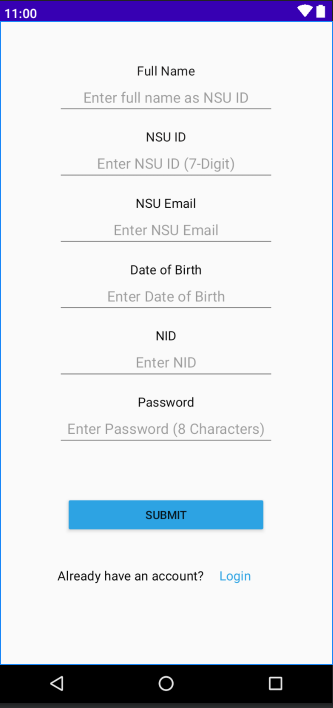 11:00
Full Name
Enter full name as NSU ID
NSU ID
Enter NSU ID (7-Digit)
NSU Email
Enter NSU Email
Date of Birth
Enter Date of Birth
NID
Enter NID
Password
Enter Password (8 Characters)
SUBMIT
Already have an account? Login